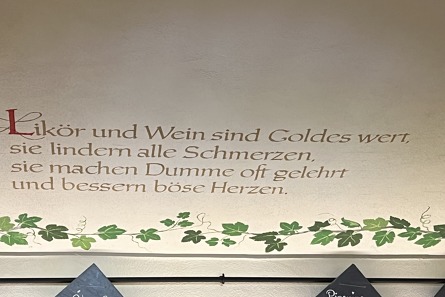 Likör und Wein sind Goldes wert,
sie lindern alle Schmerzen,
sie machen Dumme oft gelehrt
und bessern böse Herzen.